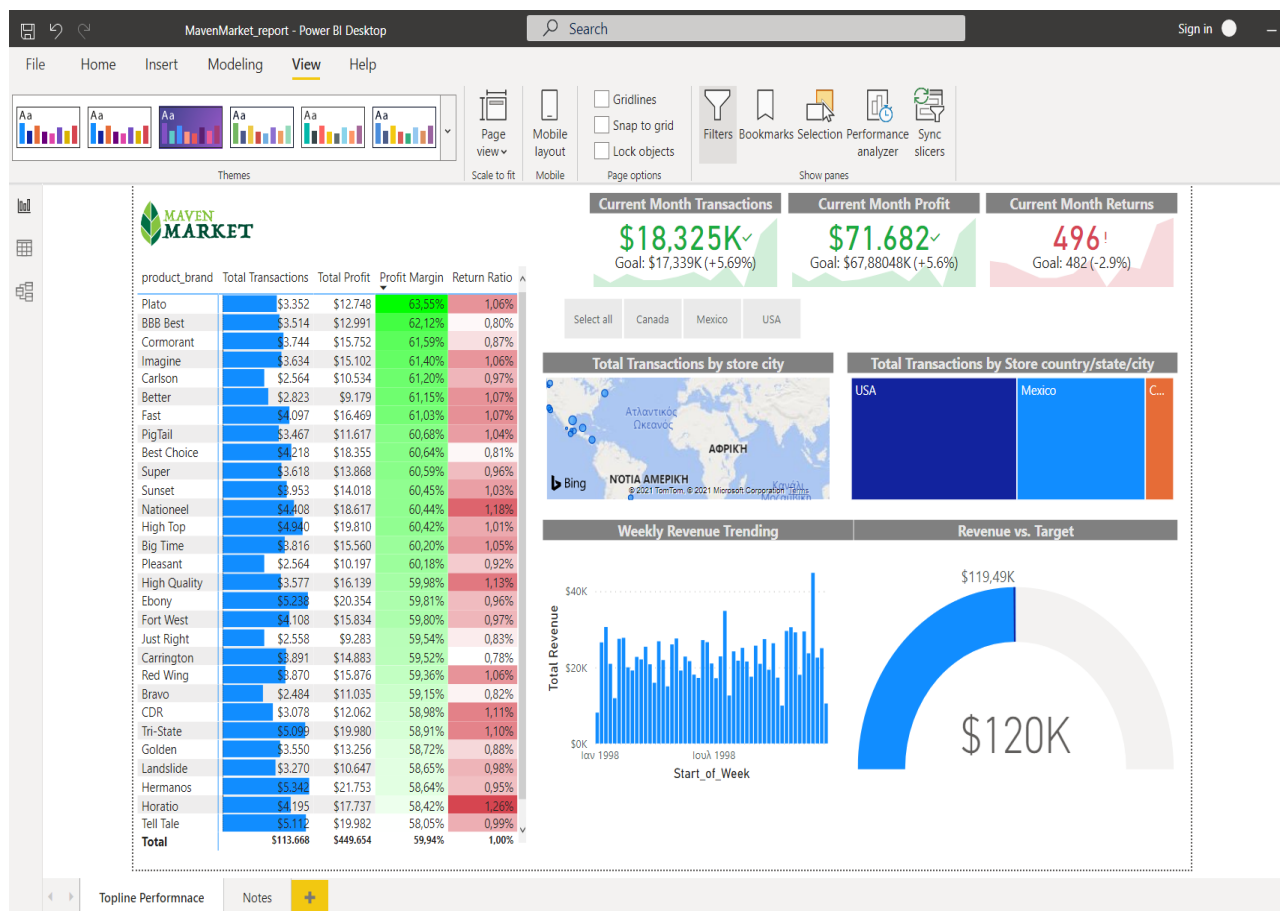 MavenMarket_report - Power BI Desktop
Search
Sign in
File Home Insert Modeling View Help
Aa Aa Aa Aa Aa Aa
Page view
Mobile layout
Gridlines
Snap to grid
Lock objects
Filters Bookmarks Selection Performance analyzer Sync slicers
Themes Scale to fit Mobile Page options Show panes
MAVEN
MARKET
Current Month Transactions
$18,325K
Goal: $17,339K (+5.69%)
Current Month Profit
$71.682
Goal: $67,88048K (+5.6%)
Current Month Returns
496!
Goal: 482 (-2.9%)
product_brand Total Transactions Total Profit Profit Margin Return Ratio
Plato $3.352 $12.748 63,55% 1,06%
BBB Best $3.514 $12.991 62,12% 0,80%
Cormorant $3.744 $15.752 61,59% 0,87%
Imagine $3.634 $15.102 61,40% 1,06%
Carlson $2.564 $10.534 61,20% 0,97%
Better $2.823 $9.179 61,15% 1,07%
Fast $4.097 $16.469 61,03% 1,07%
PigTail $3.467 $11.617 60,68% 1,04%
Best Choice $4.218 $18.355 60,64% 0,81%
Super $3.618 $13.868 60,59% 0,96%
Sunset $3.953 $14.018 60,45% 1,03%
Nationeel $4.408 $18.617 60,44% 1,18%
High Top $4.940 $19.810 60,42% 1,01%
Big Time $3.816 $15.560 60,20% 1,05%
Pleasant $2.564 $10.197 60,18% 0,92%
High Quality $3.577 $16.139 59,98% 1,13%
Ebony $5.238 $20.354 59,81% 0,96%
Fort West $4.108 $15.834 59,80% 0,97%
Just Right $2.558 $9.283 59,54% 0,83%
Carrington $3.891 $14.883 59,52% 0,78%
Red Wing $3.870 $15.876 59,36% 1,06%
Bravo $2.484 $11.035 59,15% 0,82%
CDR $3.078 $12.062 58,98% 1,11%
Tri-State $5.099 $19.980 58,91% 1,10%
Golden $3.550 $13.256 58,72% 0,88%
Landslide $3.270 $10.647 58,65% 0,98%
Hermanos $5.342 $21.753 58,64% 0,95%
Horatio $4.195 $17.737 58,42% 1,26%
Tell Tale $5.112 $19.982 58,05% 0,99%
Total $113.668 $449.654 59,94% 1,00%
Select all Canada Mexico USA
Total Transactions by store city
Ατλαντικός
Ωκεανός
ΑΦΡΙΚΉ
ΝΌΤΙΑ ΑΜΕΡΙΚΉ
Bing
© 2021 TomTom, © 2021 Microsoft Corporation Terms
Total Transactions by Store country/state/city
USA Mexico C...
Weekly Revenue Trending
Total Revenue
$40K
$20K
$0K
Ιαν 1998 Ιουλ 1998
Start_of_Week
Revenue vs. Target
$119,49K
$120K
Topline Performnace Notes +